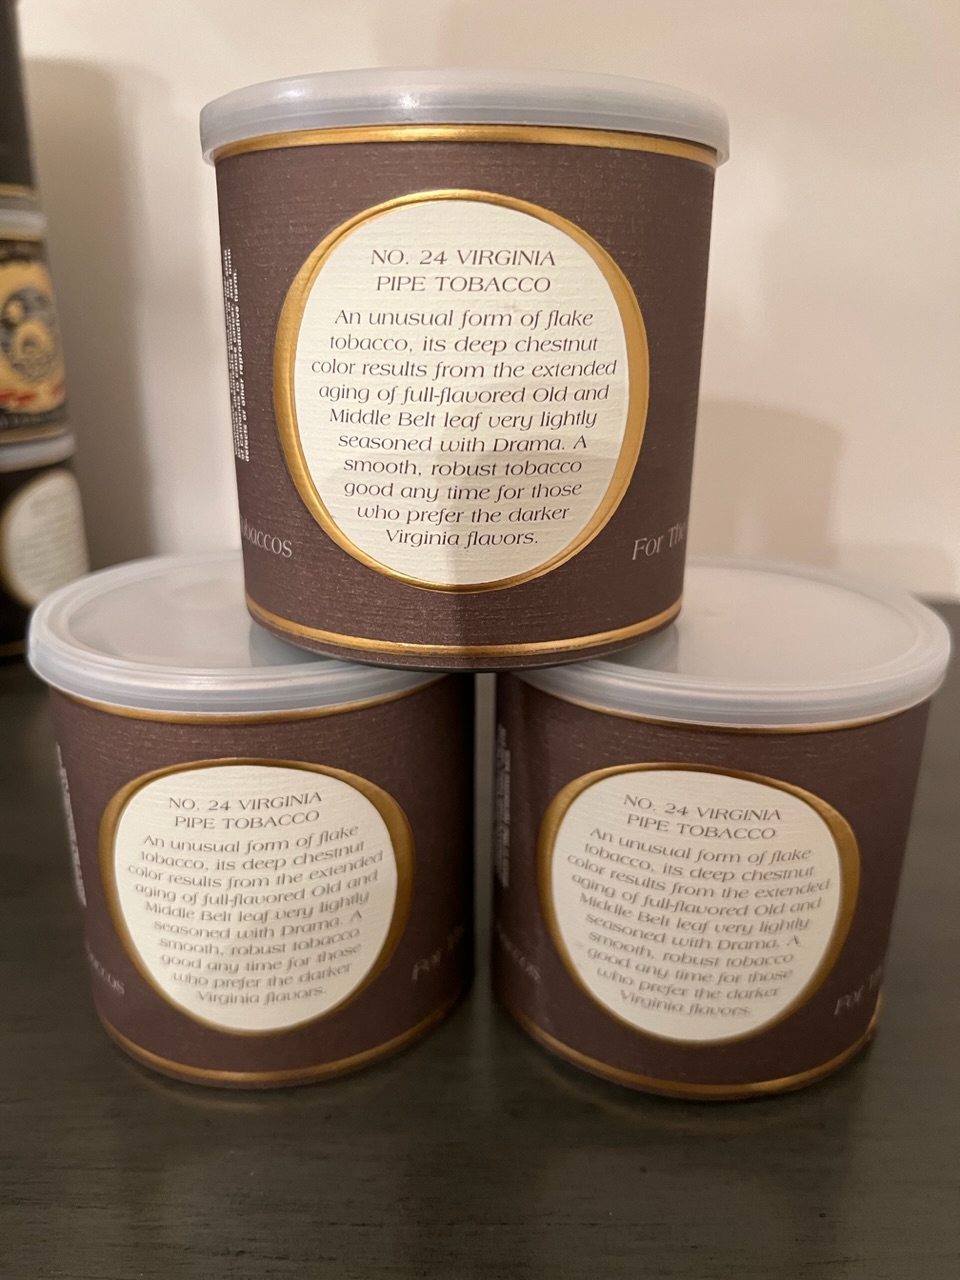 NO. 24 VIRGINIA
PIPE TOBACCO
An unusual form of flake
tobacco, its deep chestnut
color results from the extended
aging of full-flavored Old and
Middle Belt leaf very lightly
seasoned with Drama. A
smooth, robust tobacco
good any time for those
who prefer the darker
Virginia flavors.
defects or other reproductive harm.
For The
NO. 24 VIRGINIA
PIPE TOBACCO
An unusual form of flake
tobacco, its deep chestnut
color results from the extended
aging of full-flavored Old and
Middle Belt leaf very lightly
seasoned with Drama. A
smooth, robust tobacco
good any time for those
who prefer the darker
Virginia flavors.
For
NO. 24 VIRGINIA
PIPE TOBACCO
An unusual form of flake
tobacco, its deep chestnut
color results from the extended
aging of full-flavored Old and
Middle Belt leaf very lightly
seasoned with Drama. A
smooth, robust tobacco
good any time for those
who prefer the darker
Virginia flavors.
For